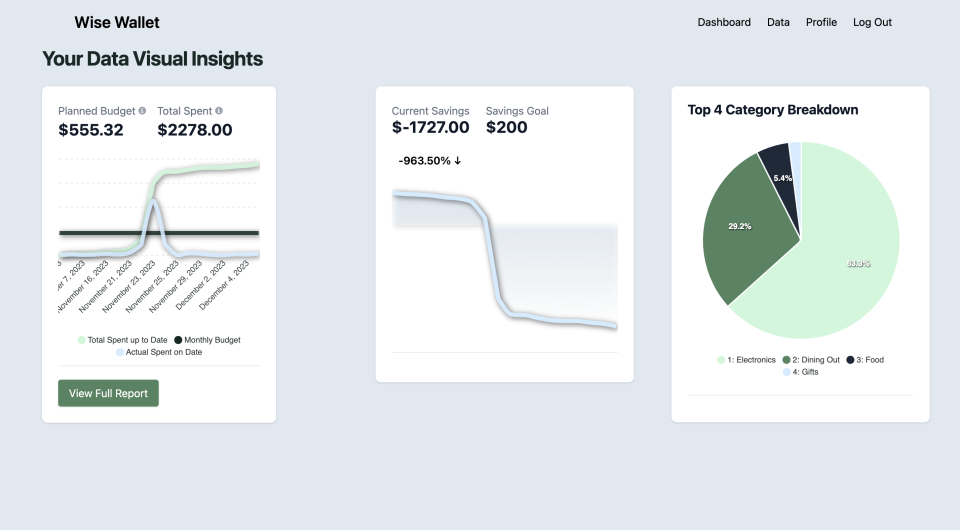 Wise Wallet
Dashboard Data Profile Log Out
Your Data Visual Insights
Planned Budget Total Spent
$555.32 $2278.00
November 16, 2023
November 21, 2023
November 23, 2023
November 25, 2023
November 29, 2023
December 2, 2023
December 4, 2023
Total Spent up to Date Monthly Budget
Actual Spent on Date
View Full Report
Current Savings Savings Goal
$-1727.00 $200
-963.50% ↓
Top 4 Category Breakdown
5.4%
29.2%
1: Electronics 2: Dining Out 3: Food
4: Gifts